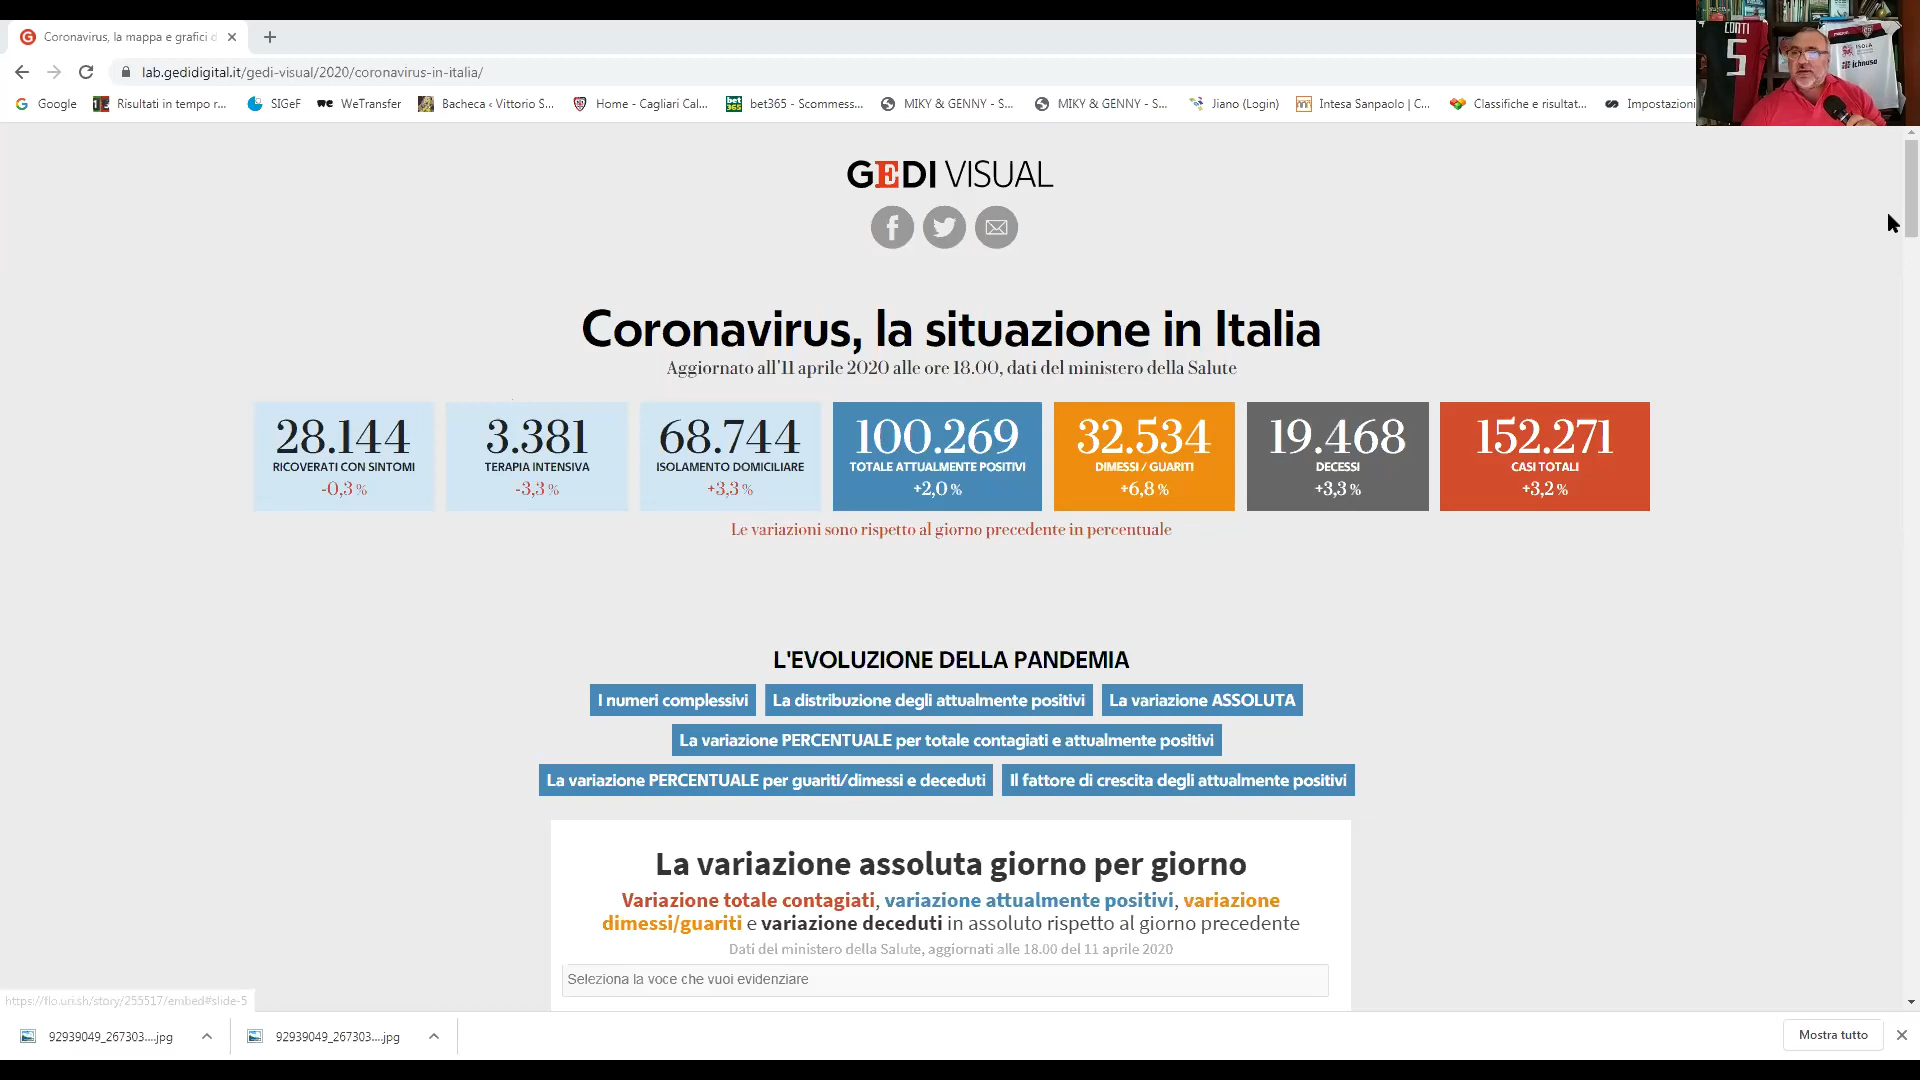 Coronavirus, la mappa e grafici d
lab.gedidigital.it/gedi-visual/2020/coronavirus-in-italia/
Google
Risultati in tempo r...
SIGeF
WeTransfer
Bacheca ‹ Vittorio S...
Home - Cagliari Cal...
bet365 - Scommess...
MIKY & GENNY - S...
MIKY & GENNY - S...
Jiano (Login)
Intesa Sanpaolo | C...
Classifiche e risultat...
Impostazioni
CONTI
5
ISOLA
ichnusa
GEDI VISUAL
Coronavirus, la situazione in Italia
Aggiornato all'11 aprile 2020 alle ore 18.00, dati del ministero della Salute
28.144
RICOVERATI CON SINTOMI
-0,3 %
3.381
TERAPIA INTENSIVA
-3,3 %
68.744
ISOLAMENTO DOMICILIARE
+3,3 %
100.269
TOTALE ATTUALMENTE POSITIVI
+2,0 %
32.534
DIMESSI / GUARITI
+6,8 %
19.468
DECESSI
+3,3 %
152.271
CASI TOTALI
+3,2 %
Le variazioni sono rispetto al giorno precedente in percentuale
L'EVOLUZIONE DELLA PANDEMIA
I numeri complessivi
La distribuzione degli attualmente positivi
La variazione ASSOLUTA
La variazione PERCENTUALE per totale contagiati e attualmente positivi
La variazione PERCENTUALE per guariti/dimessi e deceduti
Il fattore di crescita degli attualmente positivi
La variazione assoluta giorno per giorno
Variazione totale contagiati, variazione attualmente positivi, variazione
dimessi/guariti e variazione deceduti in assoluto rispetto al giorno precedente
Dati del ministero della Salute, aggiornati alle 18.00 del 11 aprile 2020
Seleziona la voce che vuoi evidenziare
https://flo.uri.sh/story/255517/embed#slide-5
92939049_267303....jpg
92939049_267303....jpg
Mostra tutto